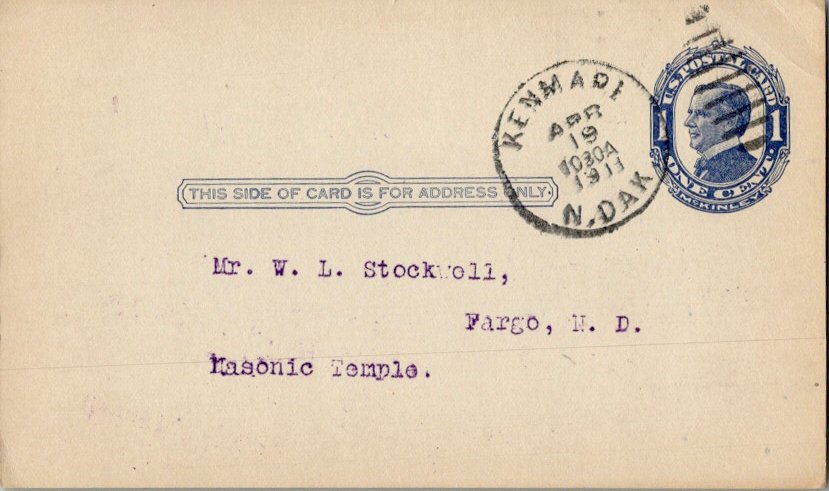 U.S. POSTAL CARD
1 1
ONE CENT
McKINLEY
KENMARE
APR
19
1030A
1911
N.DAK
THIS SIDE OF CARD IS FOR ADDRESS ONLY.
Mr. W. L. Stockwell,
Fargo, N. D.
Masonic Temple.